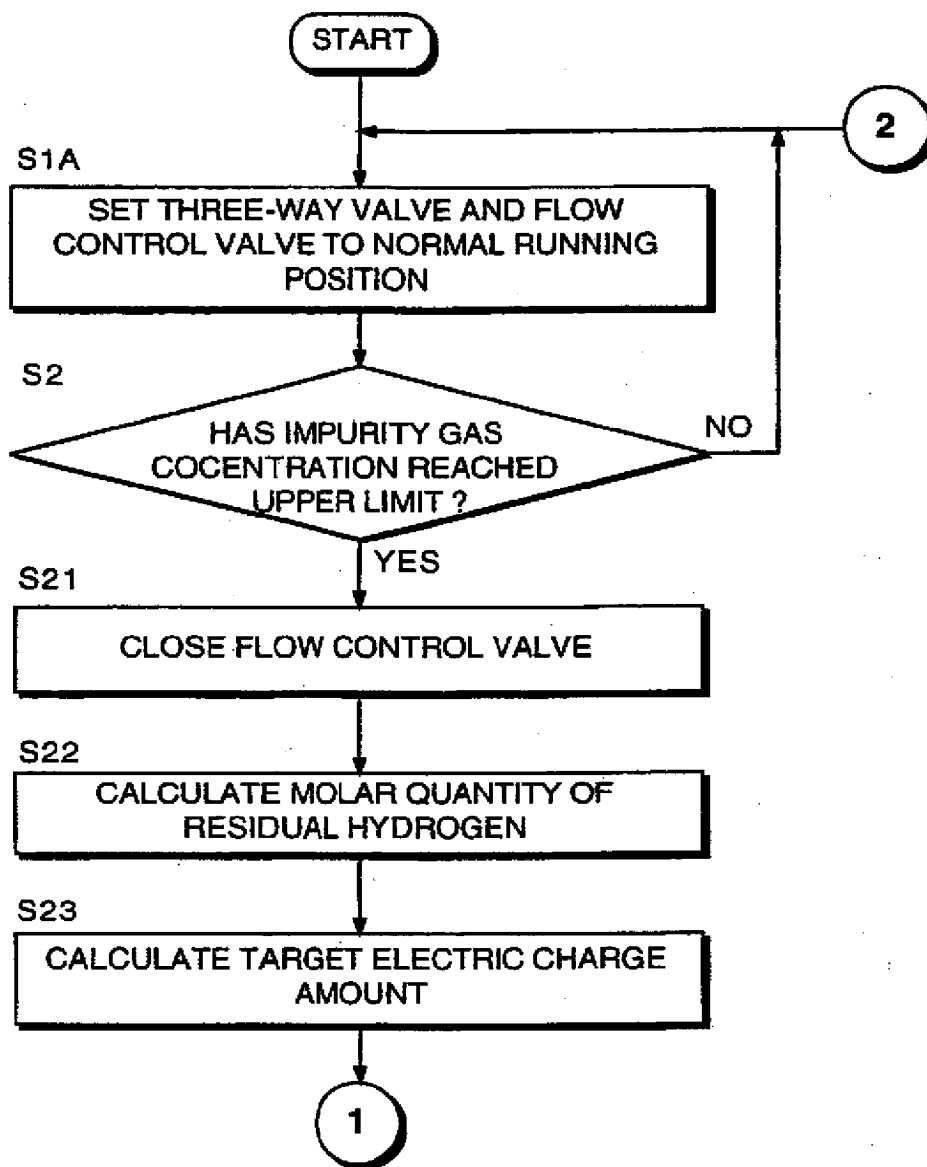 START
2
S1A
SET THREE-WAY VALVE AND FLOW
CONTROL VALVE TO NORMAL RUNNING
POSITION
S2
HAS IMPURITY GAS
COCENTRATION REACHED
UPPER LIMIT ?
NO
YES
S21
CLOSE FLOW CONTROL VALVE
S22
CALCULATE MOLAR QUANTITY OF
RESIDUAL HYDROGEN
S23
CALCULATE TARGET ELECTRIC CHARGE
AMOUNT
1